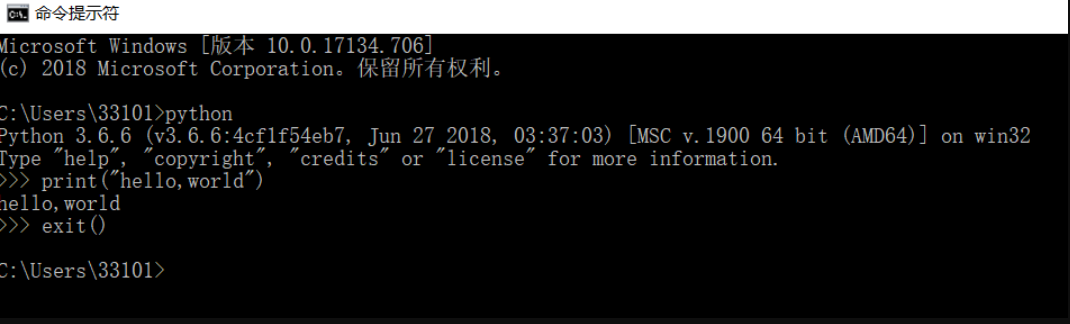 命令提示符
Microsoft Windows [版本 10.0.17134.706]
(c) 2018 Microsoft Corporation。保留所有权利。
C:\Users\33101>python
Python 3.6.6 (v3.6.6:4cf1f54eb7, Jun 27 2018, 03:37:03) [MSC v.1900 64 bit (AMD64)] on win32
Type "help", "copyright", "credits" or "license" for more information.
>>> print("hello,world")
hello,world
>>> exit()
C:\Users\33101>